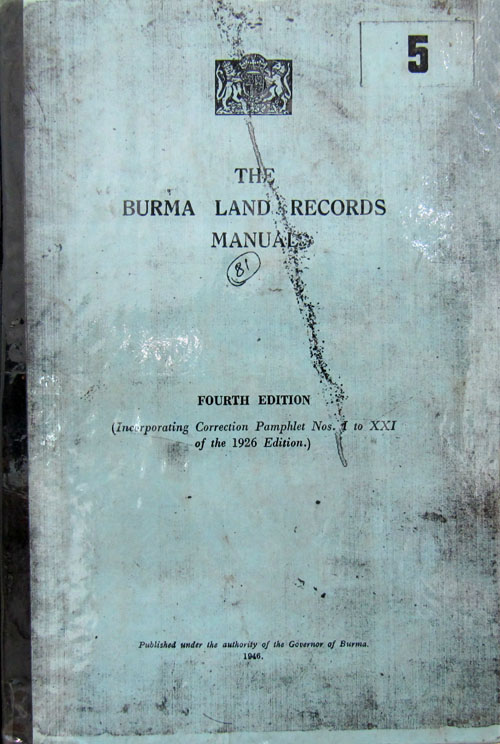 5
THE
BURMA LAND RECORDS
MANUAL
81
FOURTH EDITION
(Incorporating Correction Pamphlet Nos. I to XXI
of the 1926 Edition.)
Published under the authority of the Governor of Burma.
1946.